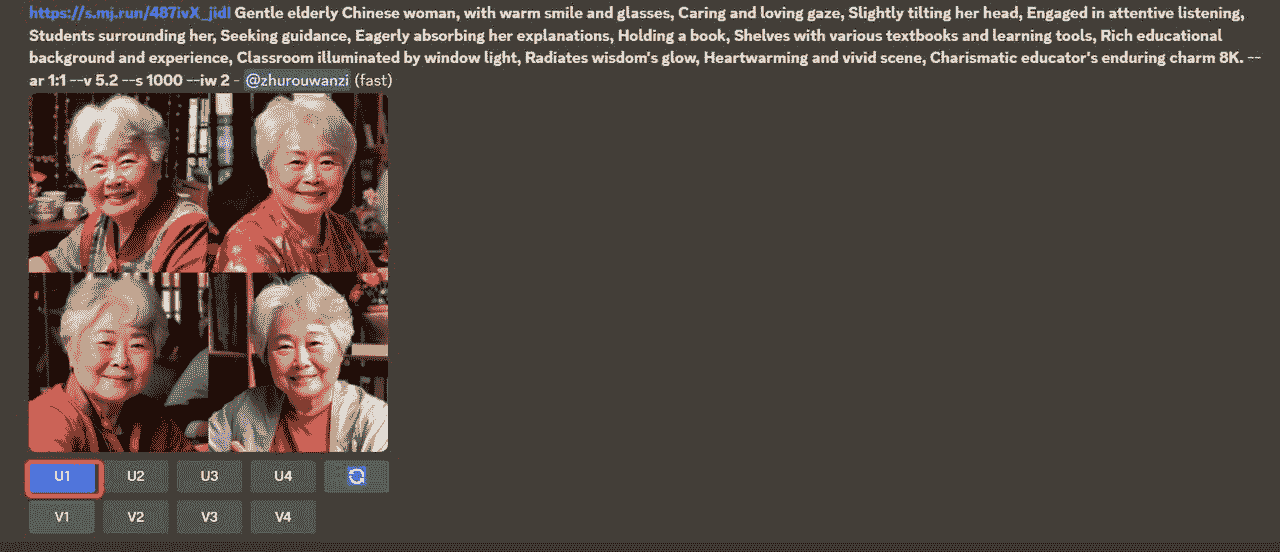 https://s.mj.run/487ivX_jidI Gentle elderly Chinese woman, with warm smile and glasses, Caring and loving gaze, Slightly tilting her head, Engaged in attentive listening,
Students surrounding her, Seeking guidance, Eagerly absorbing her explanations, Holding a book, Shelves with various textbooks and learning tools, Rich educational
background and experience, Classroom illuminated by window light, Radiates wisdom's glow, Heartwarming and vivid scene, Charismatic educator's enduring charm 8K. --
ar 1:1 --v 5.2 --s 1000 --iw 2 - @zhurouwanzi (fast)
U1 U2 U3 U4
V1 V2 V3 V4